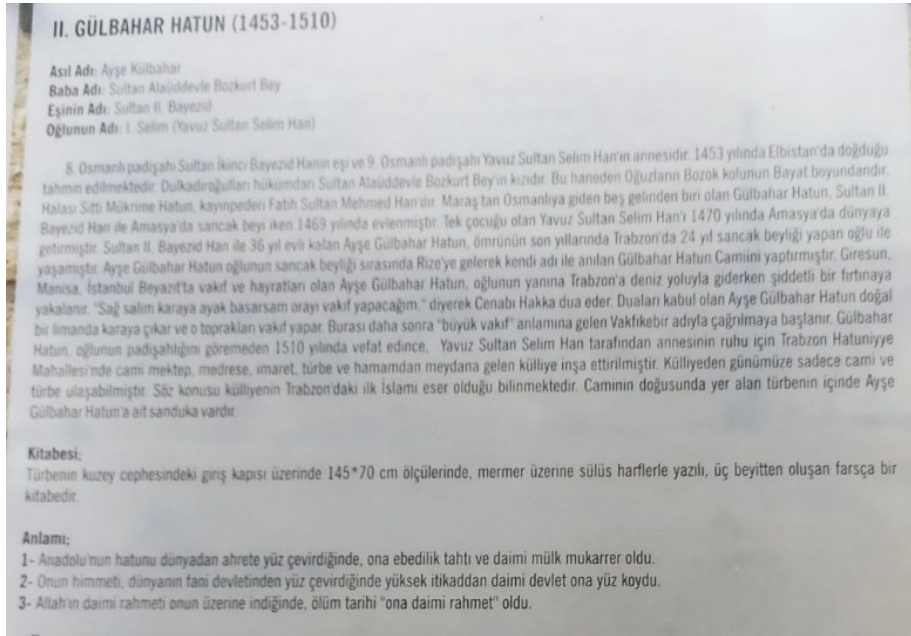 II. GÜLBAHAR HATUN (1453-1510)
Asıl Adı: Ayşe Külbahar
Baba Adı: Sultan Alaüddevle Bozkurt Bey
Eşinin Adı: Sultan II. Bayezid
Oğlunun Adı: I. Selim (Yavuz Sultan Selim Han)
8. Osmanlı padişahı Sultan İkinci Bayezid Hanın eşi ve 9. Osmanlı padişahı Yavuz Sultan Selim Han'ın annesidir. 1453 yılında Elbistan'da doğduğu
tahmin edilmektedir. Dulkadiroğulları hükümdarı Sultan Alaüddevle Bozkurt Bey'in kızıdır. Bu haneden Oğuzların Bozok kolunun Bayat boyundandır.
Halası Sitti Mükrime Hatun, kayınpederi Fatih Sultan Mehmed Han'dır. Maraş'tan Osmanlıya giden beş gelinden biri olan Gülbahar Hatun, Sultan II.
Bayezid Han ile Amasya'da sancak beyi iken 1469 yılında evlenmiştir. Tek çocuğu olan Yavuz Sultan Selim Han'ı 1470 yılında Amasya'da dünyaya
getirmiştir. Sultan II. Bayezid Han ile 36 yıl evli kalan Ayşe Gülbahar Hatun, ömrünün son yıllarında Trabzon'da 24 yıl sancak beyliği yapan oğlu ile
yaşamıştır. Ayşe Gülbahar Hatun oğlunun sancak beyliği sırasında Rize'ye gelerek kendi adı ile anılan Gülbahar Hatun Camiini yaptırmıştır. Giresun,
Manisa, İstanbul Beyazıt'ta vakıf ve hayratları olan Ayşe Gülbahar Hatun, oğlunun yanına Trabzon'a deniz yoluyla giderken şiddetli bir fırtınaya
yakalanır. "Sağ salim karaya ayak basarsam orayı vakıf yapacağım." diyerek Cenabı Hakka dua eder. Duaları kabul olan Ayşe Gülbahar Hatun doğal
bir limanda karaya çıkar ve o toprakları vakıf yapar. Burası daha sonra "büyük vakıf" anlamına gelen Vakfıkebir adıyla çağrılmaya başlanır. Gülbahar
Hatun, oğlunun padişahlığını göremeden 1510 yılında vefat edince, Yavuz Sultan Selim Han tarafından annesinin ruhu için Trabzon Hatuniyye
Mahallesi'nde cami mektep, medrese, imaret, türbe ve hamamdan meydana gelen külliye inşa ettirilmiştir. Külliyeden günümüze sadece cami ve
türbe ulaşabilmiştir. Söz konusu külliyenin Trabzon'daki ilk İslami eser olduğu bilinmektedir. Caminin doğusunda yer alan türbenin içinde Ayşe
Gülbahar Hatun'a ait sanduka vardır.
Kitabesi;
Türbenin kuzey cephesindeki giriş kapısı üzerinde 145*70 cm ölçülerinde, mermer üzerine sülüs harflerle yazılı, üç beyitten oluşan farsça bir
kitabedir.
Anlamı;
1- Anadolu'nun hatunu dünyadan ahrete yüz çevirdiğinde, ona ebedilik tahtı ve daimi mülk mukarrer oldu.
2- Onun himmeti, dünyanın fani devletinden yüz çevirdiğinde yüksek itikaddan daimi devlet ona yüz koydu.
3- Allah'ın daimi rahmeti onun üzerine indiğinde, ölüm tarihi "ona daimi rahmet" oldu.